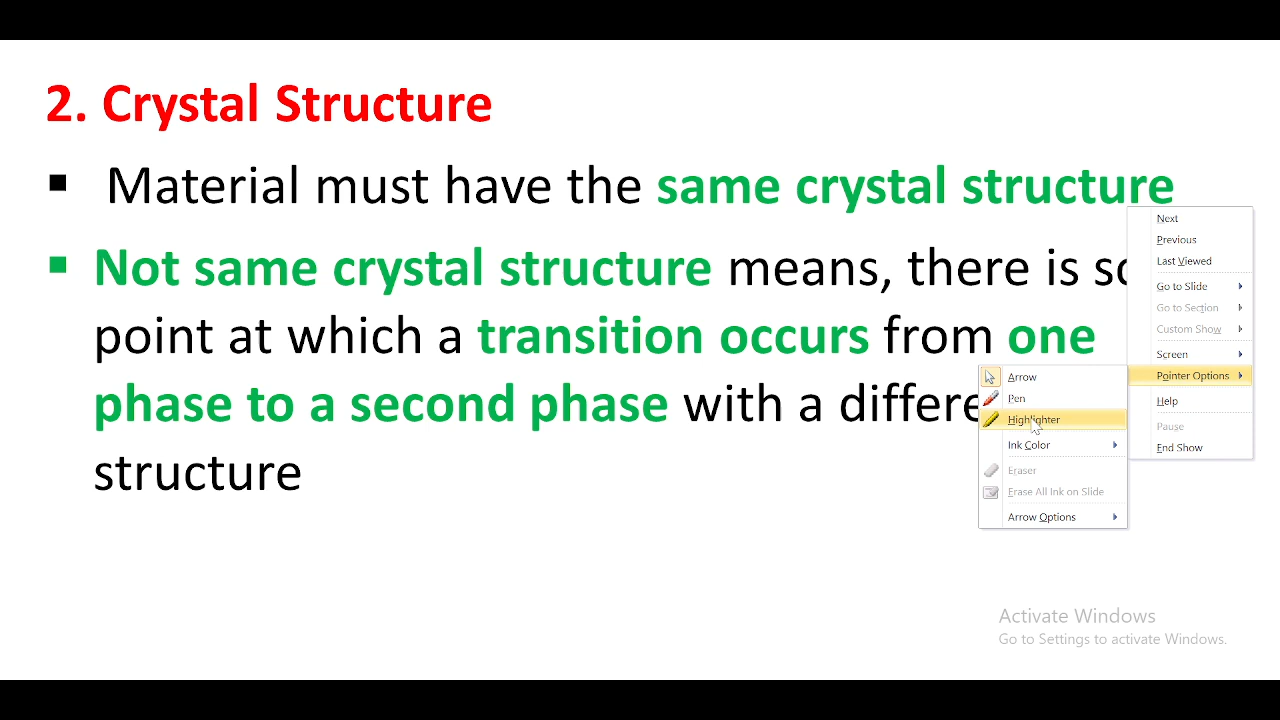 2. Crystal Structure
▪ Material must have the same crystal structure
▪ Not same crystal structure means, there is
point at which a transition occurs from one
phase to a second phase with a
structure
Next
Previous
Last Viewed
Go to Slide
Go to Section
Custom Show
Screen
Pointer Options
Help
Pause
End Show
Arrow
Pen
Highlighter
Ink Color
Eraser
Erase All Ink on Slide
Arrow Options
Activate Windows
Go to Settings to activate Windows.